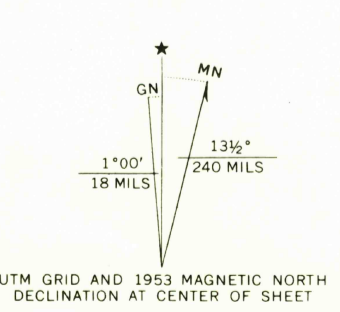 ★
MN
GN
13½°
240 MILS
1°00'
18 MILS
UTM GRID AND 1953 MAGNETIC NORTH
DECLINATION AT CENTER OF SHEET